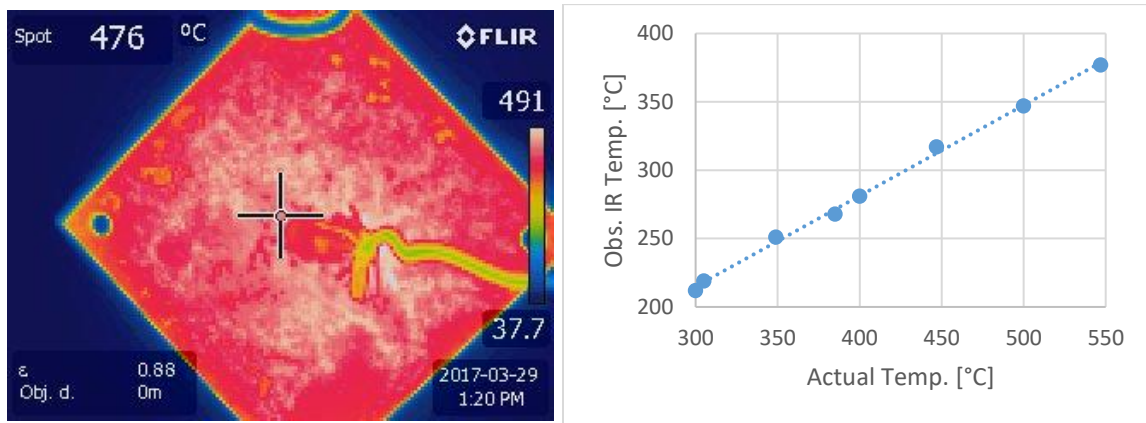 Spot 476 °C
FLIR
491
37.7
ε 0.88
Obj. d. 0m
2017-03-29
1:20 PM
400
350
300
250
200
300 350 400 450 500 550
Obs. IR Temp. [°C]
Actual Temp. [°C]